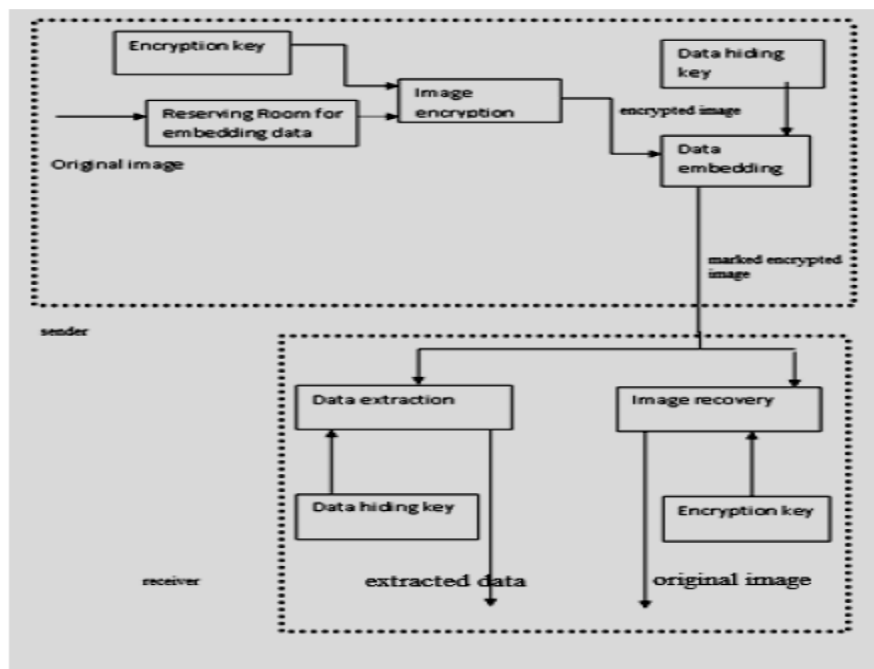 Encryption key
Data hiding
key
Reserving Room for
embedding data
Image
encryption
encrypted image
Original image
Data
embedding
marked encrypted
image
sender
Data extraction
Image recovery
Data hiding key
Encryption key
receiver
extracted data
original image